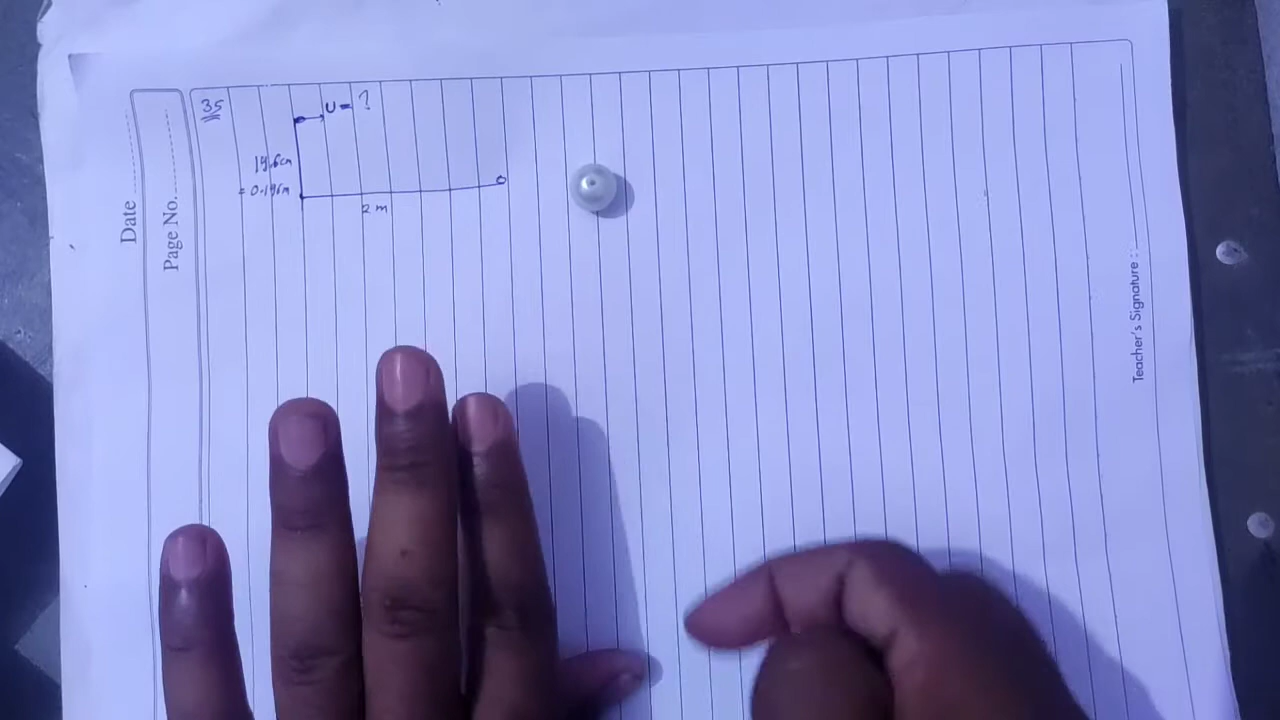 35
U = ?
19.6cm
= 0.196m
2 m
Date
Page No.
Teacher's Signature :